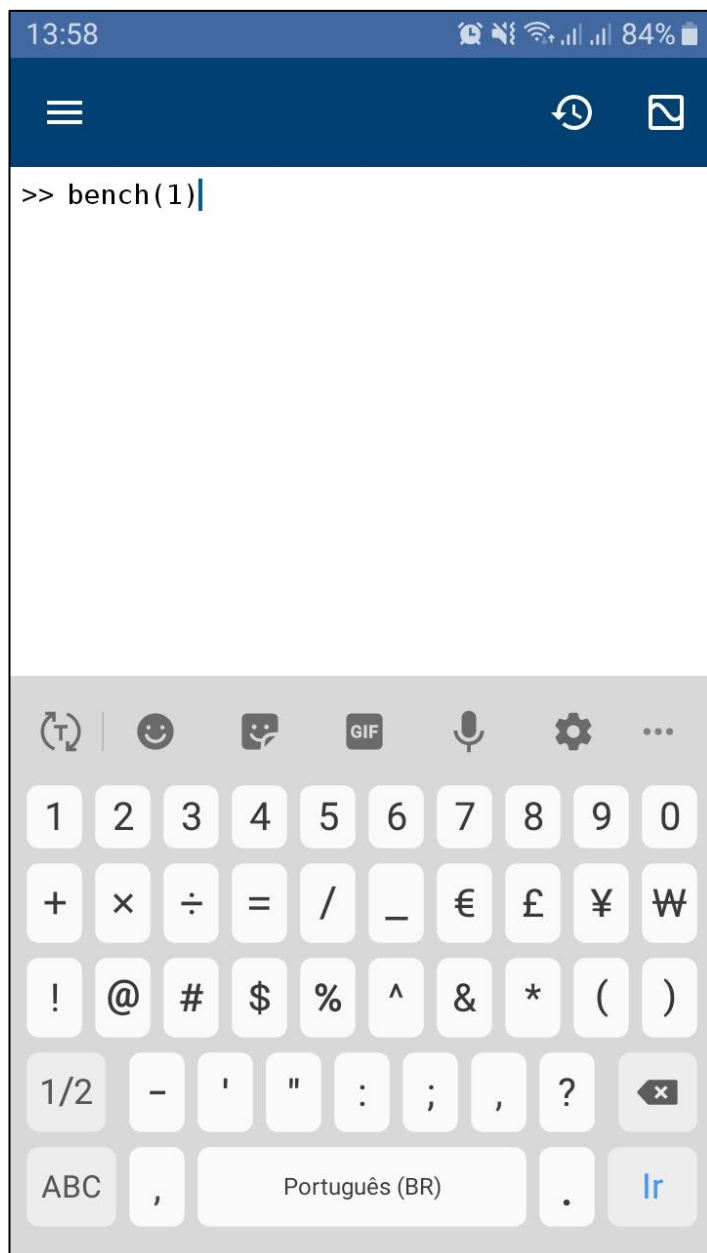 13:58 84%
>> bench(1)
T GIF
1 2 3 4 5 6 7 8 9 0
+ × ÷ = / _ € £ ¥ ₩
! @ # $ % ^ & * ( )
1/2 - ' " : ; , ?
ABC , Português (BR) . Ir